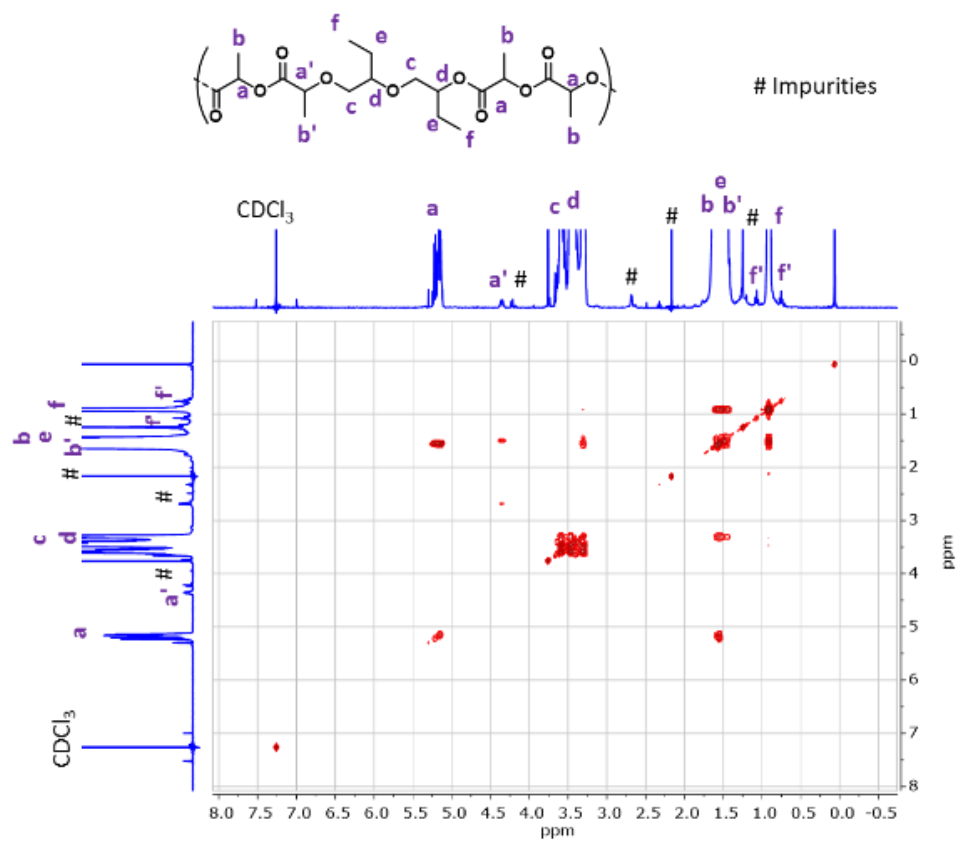 f
b e b
O a' O c d O O a O
a O O c d O O a O
O b' e f O b
# Impurities
e
CDCl3 a c d # b b' # f
a' # # f' f'
f f'
# f'
b e b'
# #
c d
a' #
a
CDCl3
0
1
2
3
4
5
6
7
8
ppm
8.0 7.5 7.0 6.5 6.0 5.5 5.0 4.5 4.0 3.5 3.0 2.5 2.0 1.5 1.0 0.5 0.0 -0.5
ppm